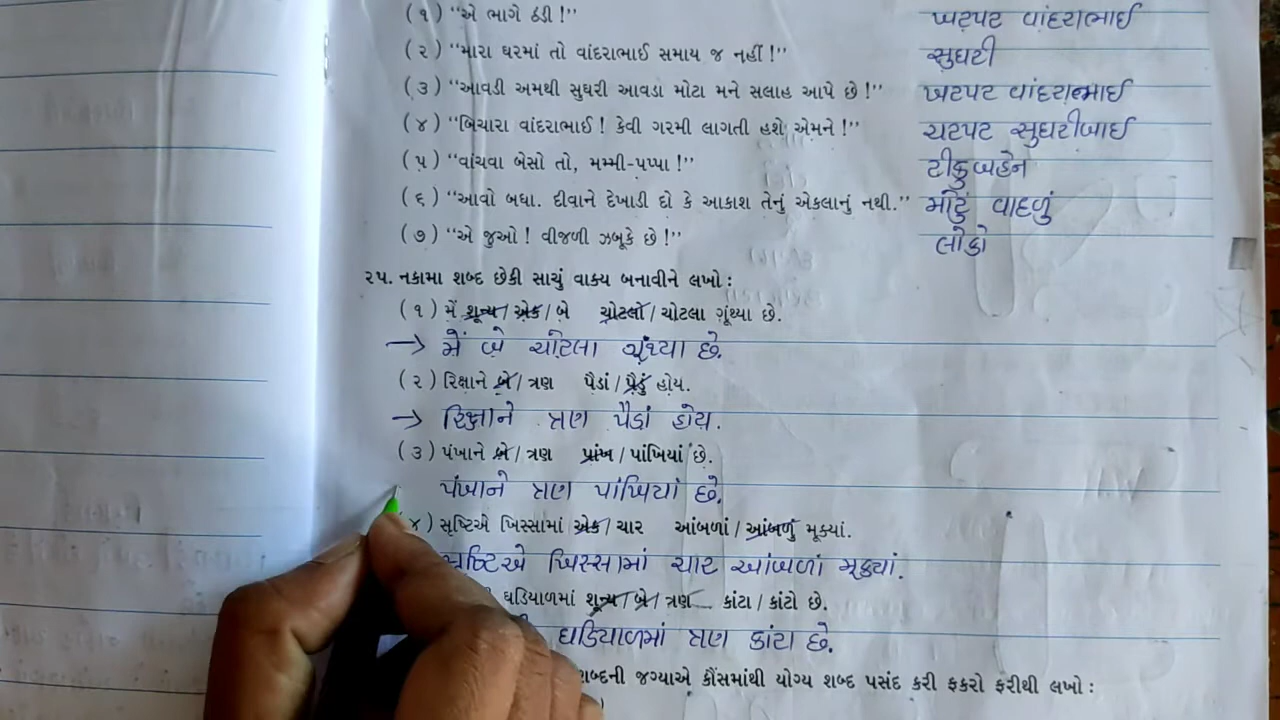 (૧) “એ ભાગે ઠંડી !” ખટપટ વાંદરાભાઈ
(૨) “મારા ઘરમાં તો વાંદરાભાઈ સમાય જ નહીં !” સુઘરી
(૩) “આવડી અમથી સુઘરી આવડા મોટા મને સલાહ આપે છે !” ખટપટ વાંદરાભાઈ
(૪) “બિચારા વાંદરાભાઈ ! કેવી ગરમી લાગતી હશે એમને !” ચટપટ સુઘરીબાઈ
(૫) “વાંચવા બેસો તો, મમ્મી-પપ્પા !” ટીકુબહેન
(૬) “આવો બધા. દીવાને દેખાડી દો કે આકાશ તેનું એકલાનું નથી.” મોટું વાદળું
(૭) “એ જુઓ ! વીજળી ઝબૂકે છે !” લોકો
૨૫. નકામા શબ્દ છેકી સાચું વાક્ય બનાવીને લખો :
(૧) મેં શૂન્ય / એક / બે ચોટલો / ચોટલા ગૂંથ્યા છે.
→ મેં બે ચોટલા ગૂંથ્યા છે.
(૨) રિક્ષાને બે / ત્રણ પૈડાં / પૈડું હોય.
→ રિક્ષાને ત્રણ પૈડાં હોય.
(૩) પંખાને બે / ત્રણ પાંખ / પાંખિયાં છે.
પંખાને ત્રણ પાંખિયાં છે.
૪) સૃષ્ટિએ ખિસ્સામાં એક / ચાર આંબળાં / આંબળું મૂક્યાં.
સ્રષ્ટિએ ખિસ્સામાં ચાર આંબળાં મૂક્યાં.
ઘડિયાળમાં શૂન્ય / બે / ત્રણ કાંટા / કાંટો છે.
ઘડિયાળમાં ત્રણ કાંટા છે.
શબ્દની જગ્યાએ કૌંસમાંથી યોગ્ય શબ્દ પસંદ કરી ફકરો ફરીથી લખો :